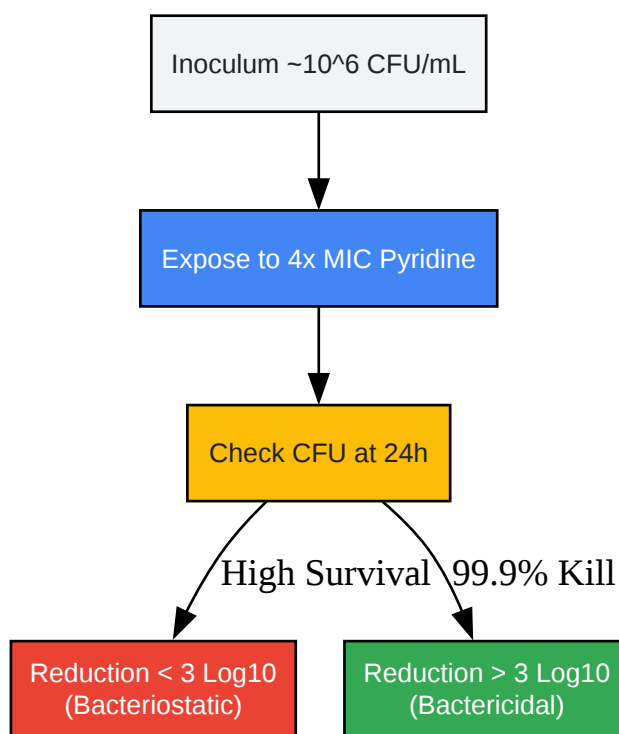 Inoculum ~10^6 CFU/mL
Expose to 4x MIC Pyridine
Check CFU at 24h
High Survival
99.9% Kill
Reduction < 3 Log10
(Bacteriostatic)
Reduction > 3 Log10
(Bactericidal)